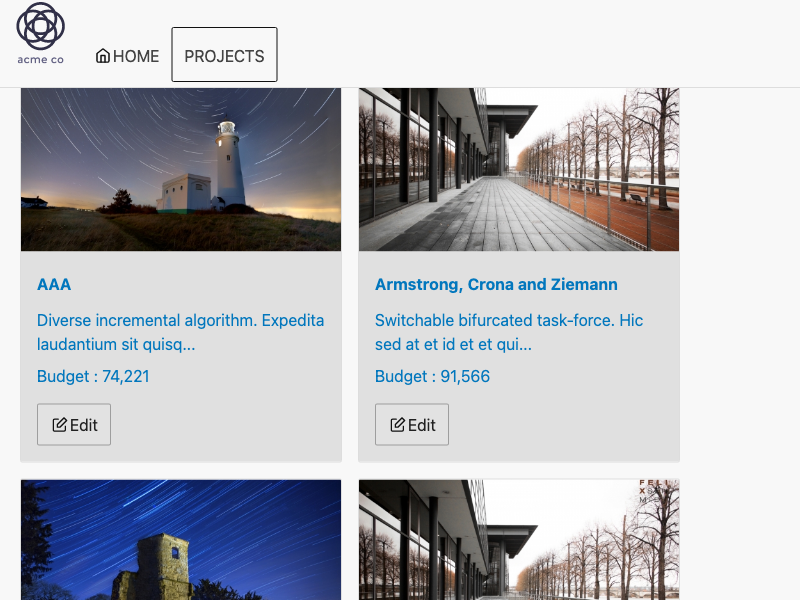 acme co
HOME
PROJECTS
AAA
Diverse incremental algorithm. Expedita
laudantium sit quisq...
Budget : 74,221
Edit
Armstrong, Crona and Ziemann
Switchable bifurcated task-force. Hic
sed at et id et et qui...
Budget : 91,566
Edit